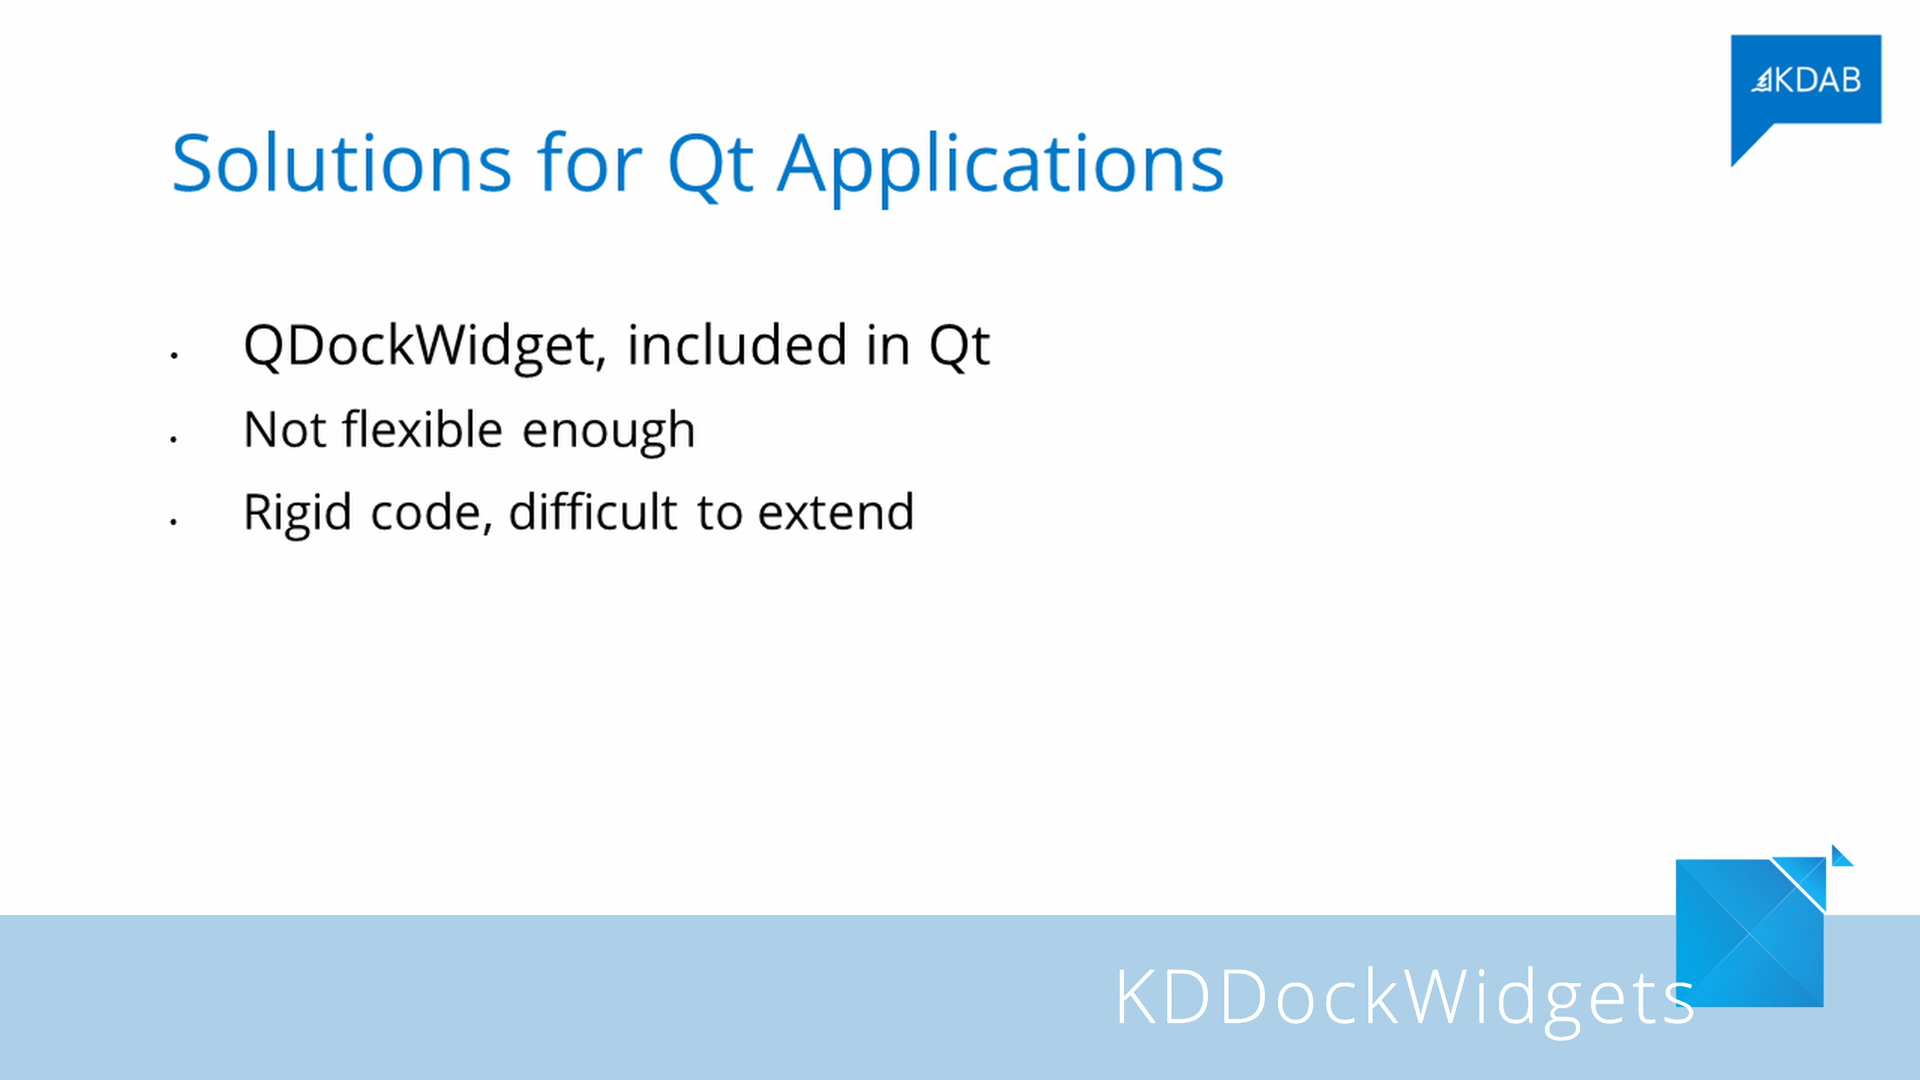 KDAB
Solutions for Qt Applications
QDockWidget, included in Qt
Not flexible enough
Rigid code, difficult to extend
KDDockWidgets